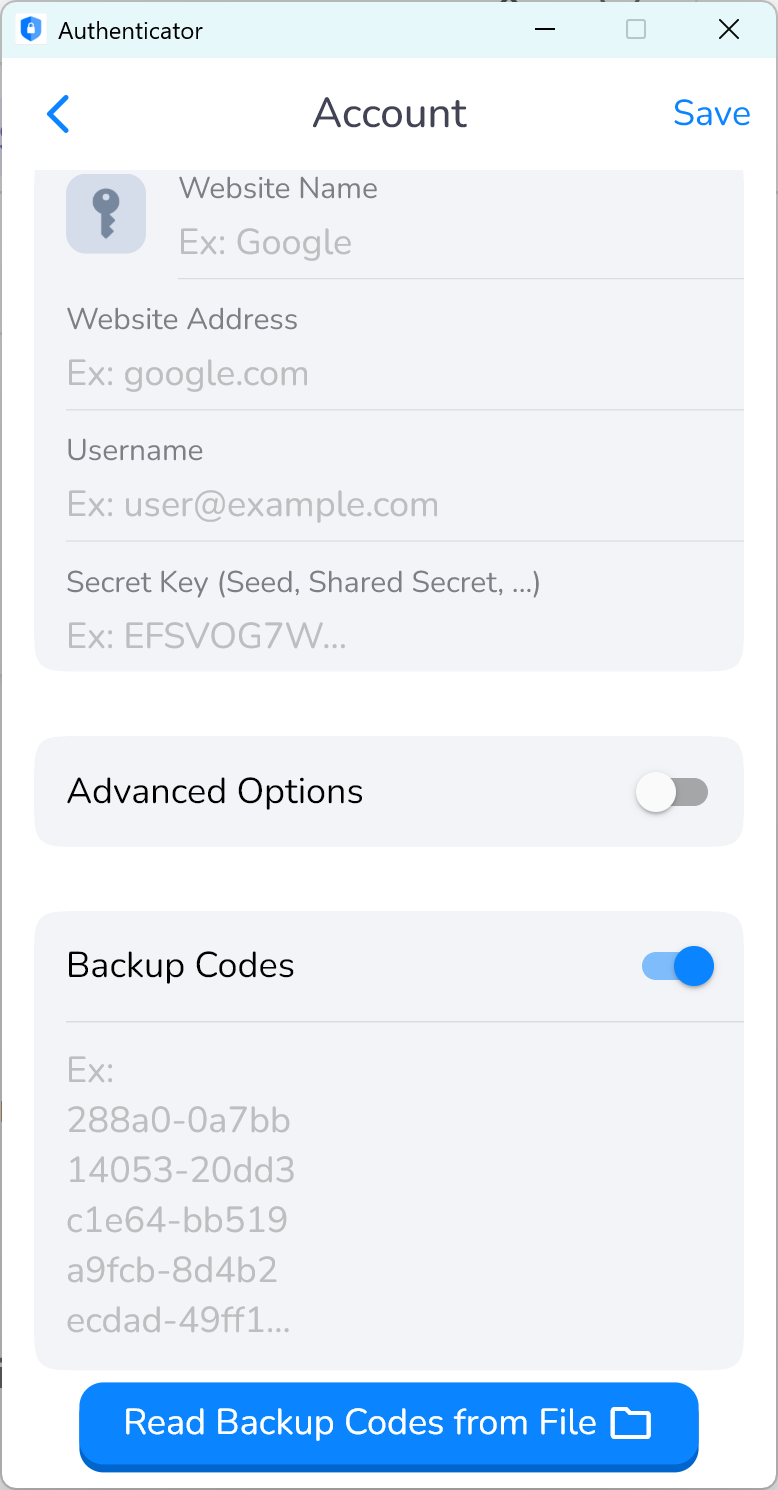 Authenticator
Account
Save
Website Name
Ex: Google
Website Address
Ex: google.com
Username
Ex: user@example.com
Secret Key (Seed, Shared Secret, ...)
Ex: EFSVOG7W...
Advanced Options
Backup Codes
Ex:
288a0-0a7bb
14053-20dd3
c1e64-bb519
a9fcb-8d4b2
ecdad-49ff1...
Read Backup Codes from File